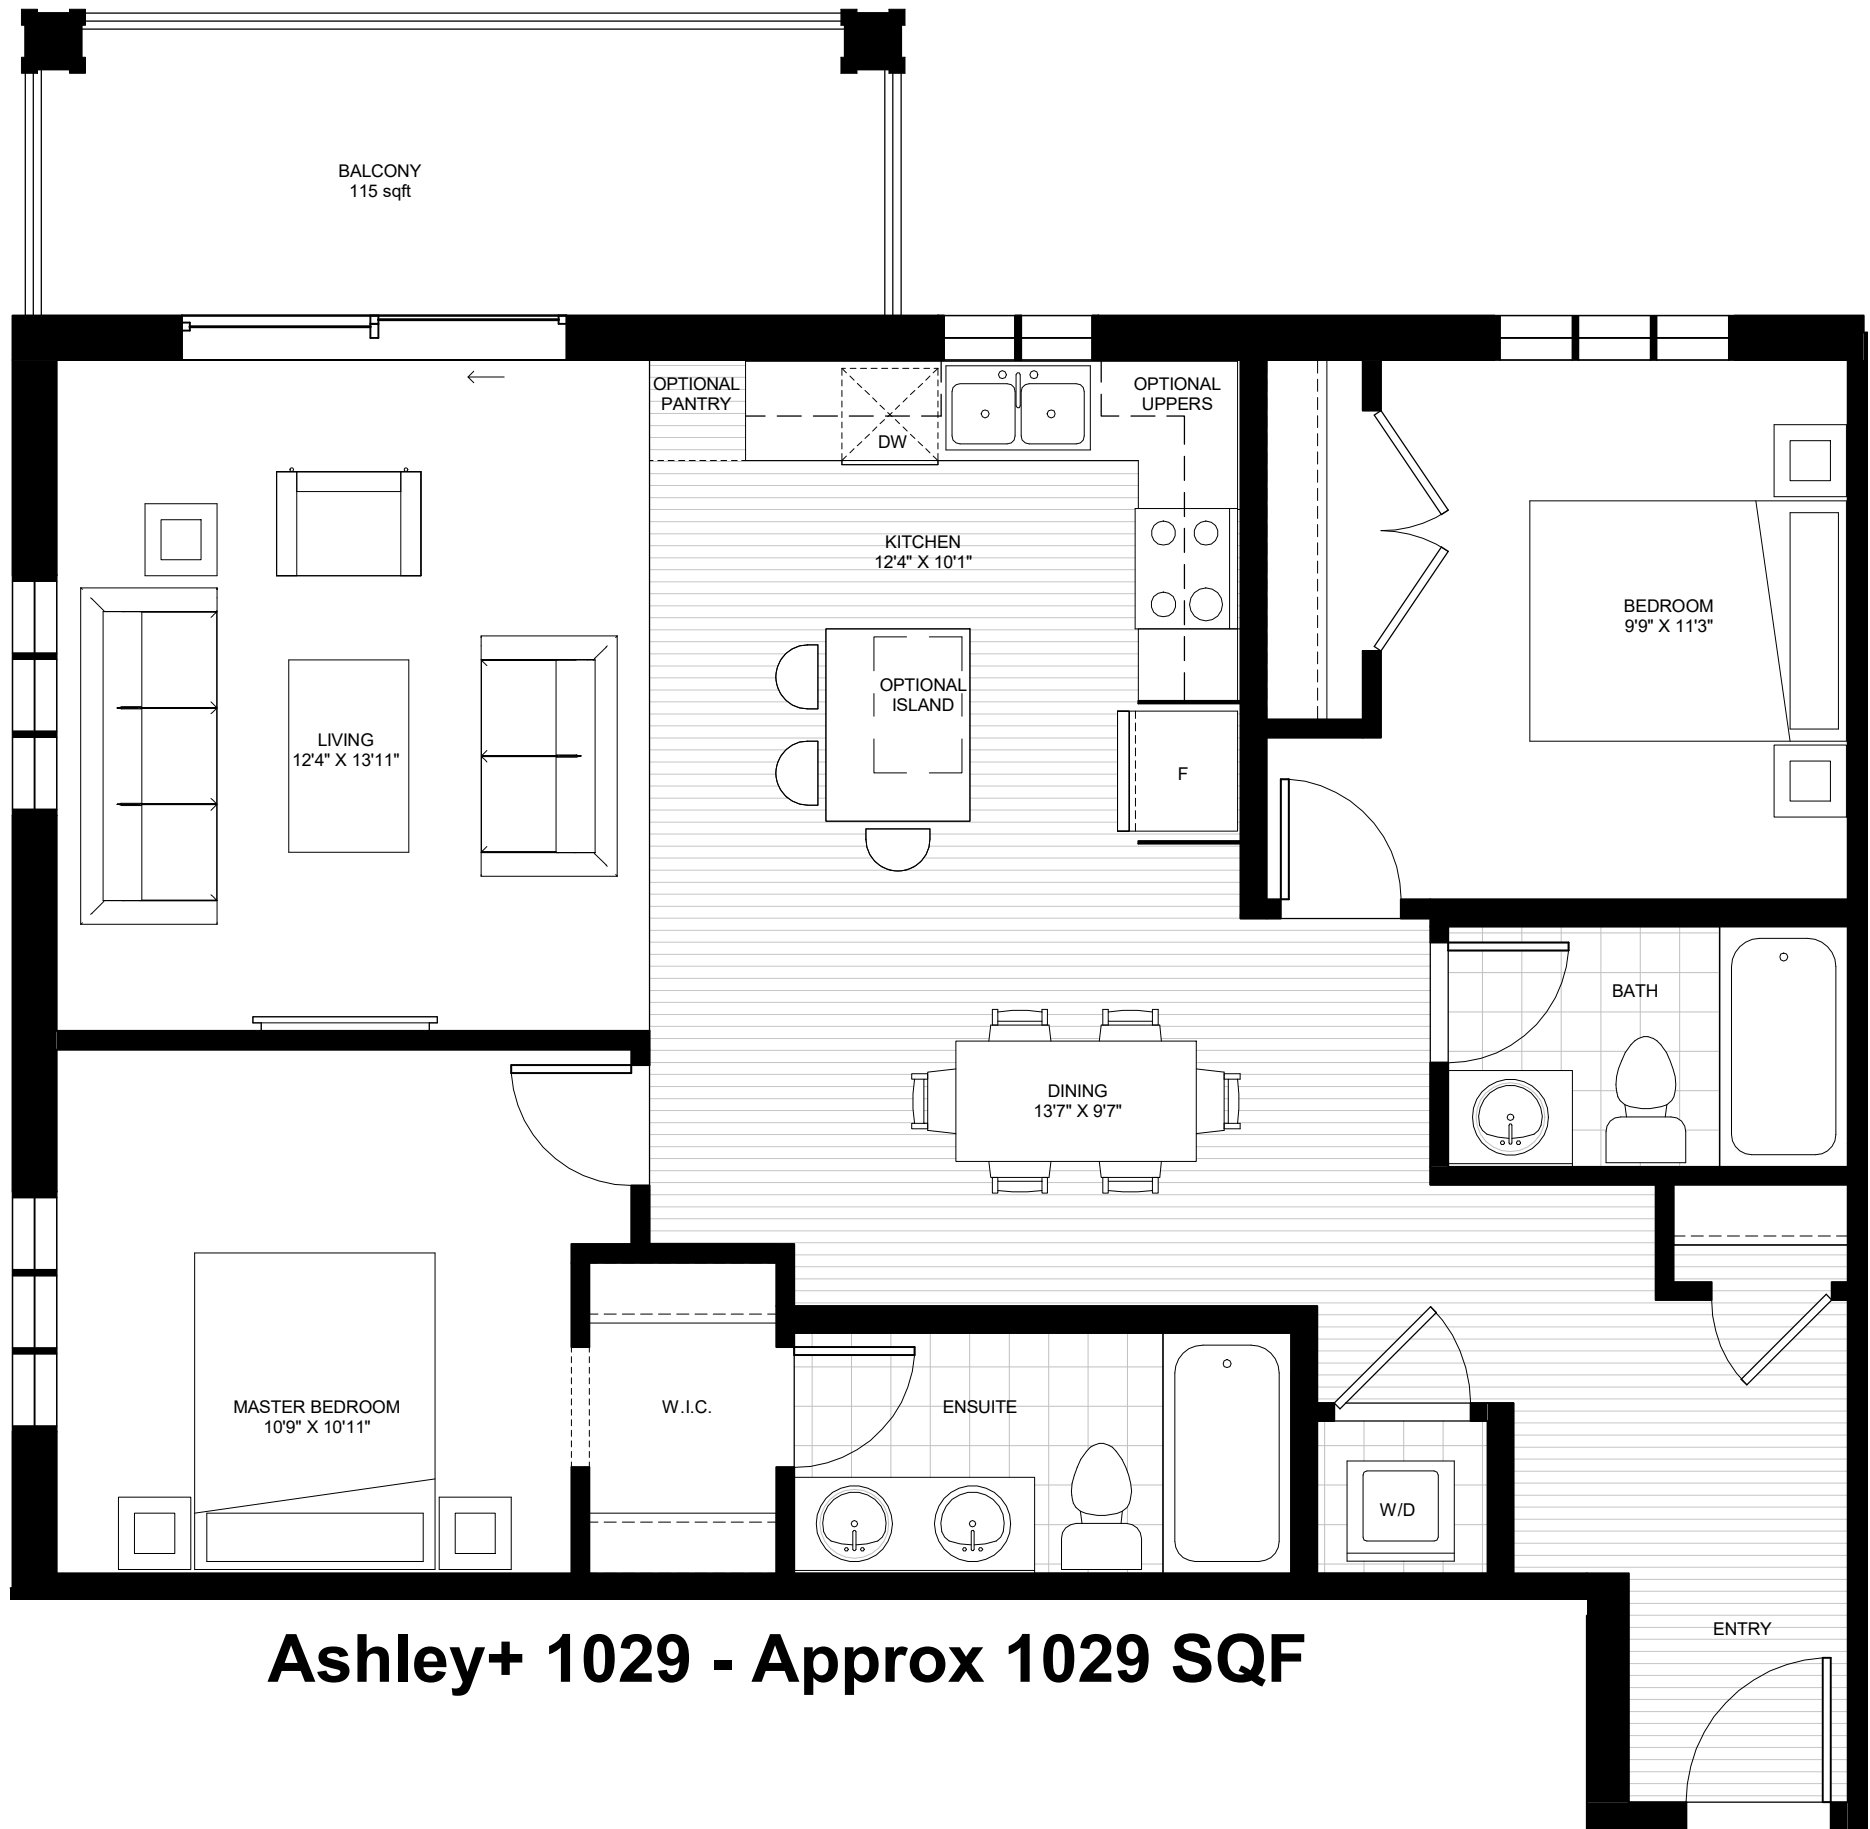 BALCONY
115 sqft
OPTIONAL
PANTRY
DW
OPTIONAL
UPPERS
KITCHEN
12'4" X 10'1"
BEDROOM
9'9" X 11'3"
OPTIONAL
ISLAND
LIVING
12'4" X 13'11"
F
BATH
DINING
13'7" X 9'7"
MASTER BEDROOM
10'9" X 10'11"
W.I.C.
ENSUITE
W/D
ENTRY
Ashley+ 1029 - Approx 1029 SQF